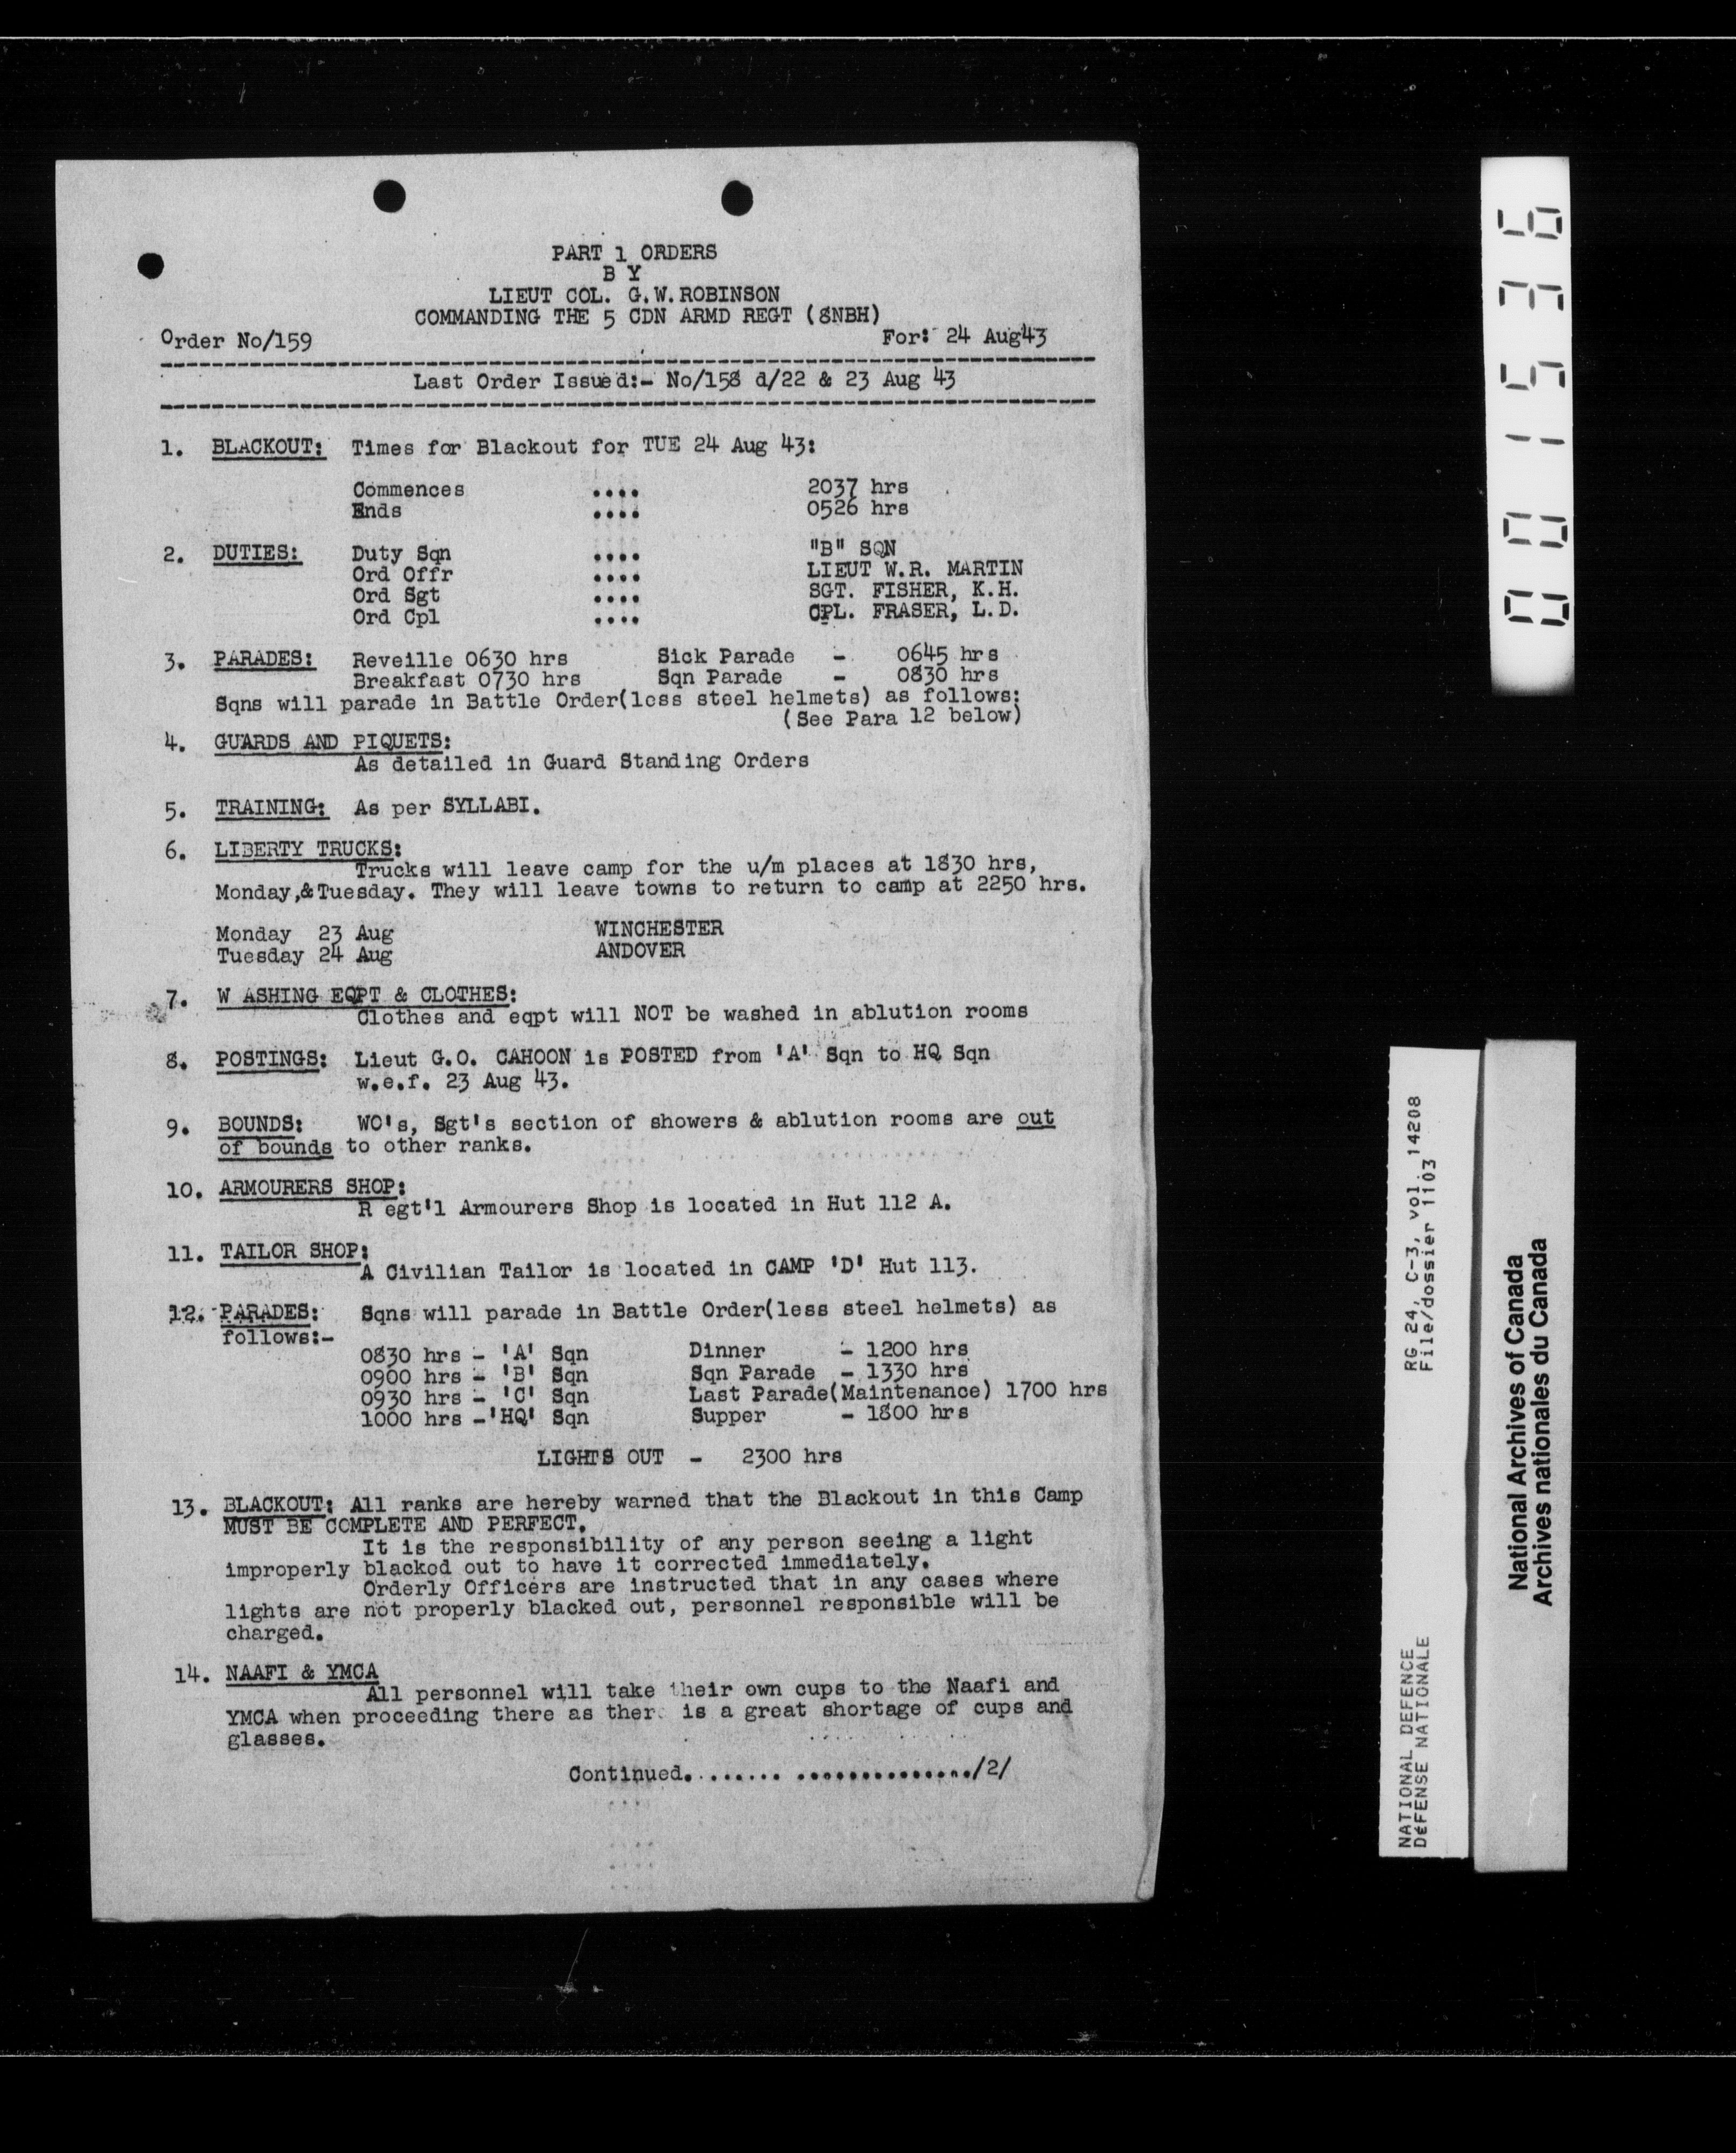 PART 1 ORDERS
B Y
LIEUT COL. G.W.ROBINSON
COMMANDING THE 5 CDN ARMD REGT (8NBH)
Order No/159 For: 24 Aug43
Last Order Issued:- No/158 d/22 & 23 Aug 43
1. BLACKOUT: Times for Blackout for TUE 24 Aug 43:
Commences .... 2037 hrs
Ends .... 0526 hrs
2. DUTIES: Duty Sqn .... "B" SQN
Ord Offr .... LIEUT W.R. MARTIN
Ord Sgt .... SGT. FISHER, K.H.
Ord Cpl .... CPL. FRASER, L.D.
3. PARADES: Reveille 0630 hrs Sick Parade - 0645 hrs
Breakfast 0730 hrs Sqn Parade - 0830 hrs
Sqns will parade in Battle Order(less steel helmets) as follows:
(See Para 12 below)
4. GUARDS AND PIQUETS:
As detailed in Guard Standing Orders
5. TRAINING: As per SYLLABI.
6. LIBERTY TRUCKS:
Trucks will leave camp for the u/m places at 1830 hrs,
Monday,&Tuesday. They will leave towns to return to camp at 2250 hrs.
Monday 23 Aug WINCHESTER
Tuesday 24 Aug ANDOVER
7. W ASHING EQPT & CLOTHES:
Clothes and eqpt will NOT be washed in ablution rooms
8. POSTINGS: Lieut G.O. CAHOON is POSTED from 'A' Sqn to HQ Sqn
w.e.f. 23 Aug 43.
9. BOUNDS: WO's, Sgt's section of showers & ablution rooms are out
of bounds to other ranks.
10. ARMOURERS SHOP:
R egt'l Armourers Shop is located in Hut 112 A.
11. TAILOR SHOP:
A Civilian Tailor is located in CAMP 'D' Hut 113.
12. PARADES: Sqns will parade in Battle Order(less steel helmets) as
follows:-
0830 hrs - 'A' Sqn Dinner - 1200 hrs
0900 hrs - 'B' Sqn Sqn Parade - 1330 hrs
0930 hrs - 'C' Sqn Last Parade(Maintenance) 1700 hrs
1000 hrs -'HQ' Sqn Supper - 1800 hrs
LIGHTS OUT - 2300 hrs
13. BLACKOUT: All ranks are hereby warned that the Blackout in this Camp
MUST BE COMPLETE AND PERFECT.
It is the responsibility of any person seeing a light
improperly blacked out to have it corrected immediately.
Orderly Officers are instructed that in any cases where
lights are not properly blacked out, personnel responsible will be
charged.
14. NAAFI & YMCA
All personnel will take their own cups to the Naafi and
YMCA when proceeding there as ther. is a great shortage of cups and
glasses.
Continued........ ............../2/
001536
RG 24, C-3, vol. 14208
File/dossier 1103
NATIONAL DEFENCE
DéFENSE NATIONALE
National Archives of Canada
Archives nationales du Canada